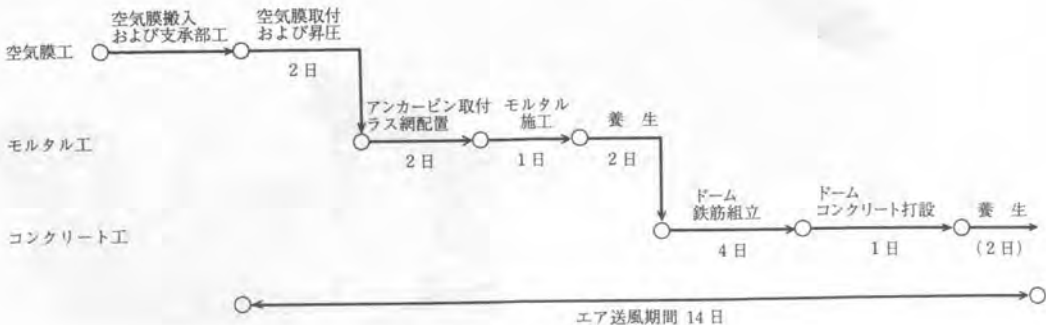 空気膜工
空気膜搬入
および支承部工
空気膜取付
および昇圧
2日
モルタル工
アンカーピン取付
ラス網配置
2日
モルタル
施工
1日
養生
2日
コンクリート工
ドーム
鉄筋組立
4日
ドーム
コンクリート打設
1日
養生
(2日)
エア送風期間 14日